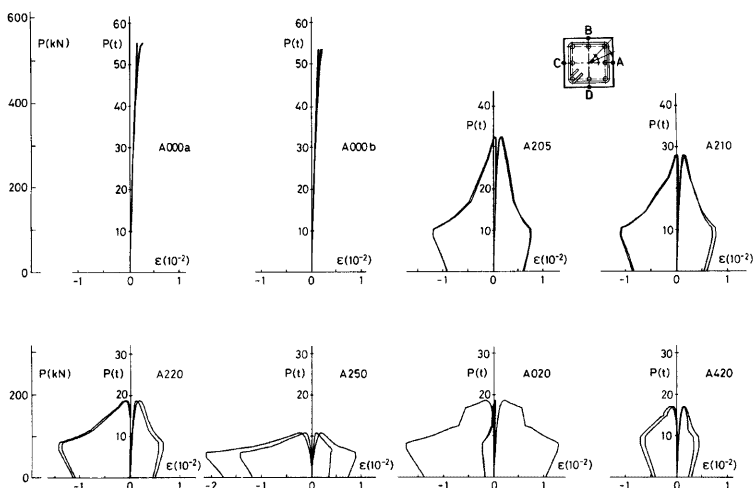 600
P(kN)
P(t)
60
50
40
30
20
10
A000a
ε(10⁻²)
-1 0 1
400
200
0
P(t)
60
50
40
30
20
10
A000b
ε(10⁻²)
-1 0 1
B
C
A
D
40
P(t)
30
20
10
A205
ε(10⁻²)
-1 0 1
40
P(t)
30
20
10
A210
ε(10⁻²)
-1 0 1
P(kN)
200
0
30
P(t)
20
10
A220
ε(10⁻²)
-1 0 1
30
P(t)
20
10
A250
ε(10⁻²)
-2 -1 0 1
30
P(t)
20
10
A020
ε(10⁻²)
-1 0 1
30
P(t)
20
10
A420
ε(10⁻²)
-1 0 1